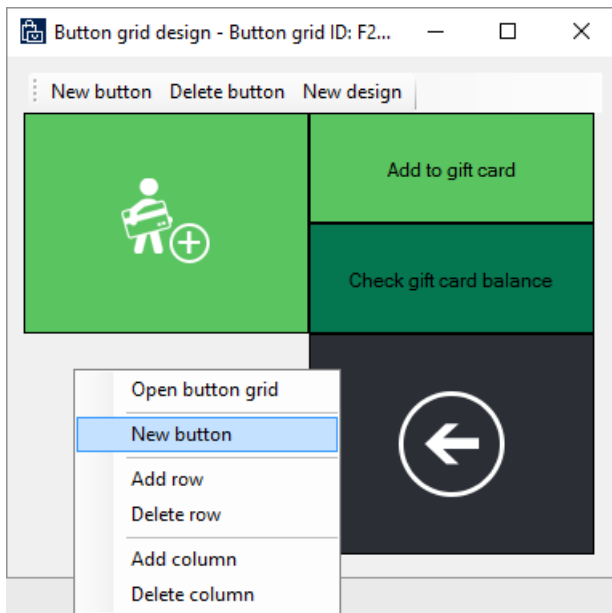 Button grid design - Button grid ID: F2...
New button Delete button New design
Add to gift card
Check gift card balance
Open button grid
New button
Add row
Delete row
Add column
Delete column